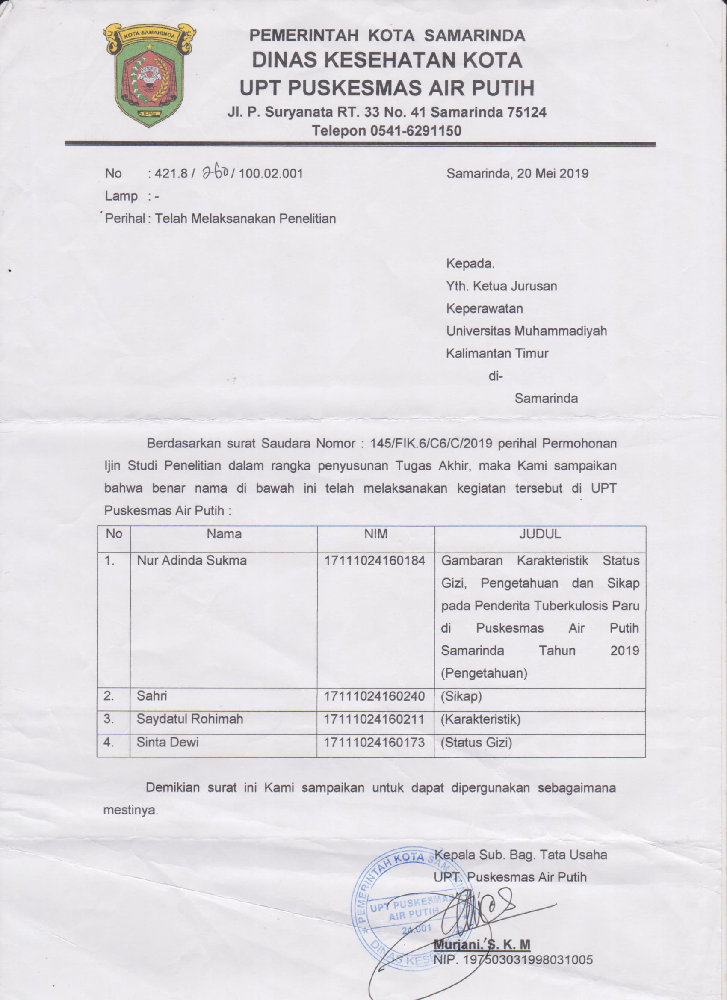 KOTA SAMARINDA
TEPIAN
PEMERINTAH KOTA SAMARINDA
DINAS KESEHATAN KOTA
UPT PUSKESMAS AIR PUTIH
Jl. P. Suryanata RT. 33 No. 41 Samarinda 75124
Telepon 0541-6291150
No : 421.8 / 260 / 100.02.001 Samarinda, 20 Mei 2019
Lamp : -
Perihal : Telah Melaksanakan Penelitian
Kepada.
Yth. Ketua Jurusan
Keperawatan
Universitas Muhammadiyah
Kalimantan Timur
di-
Samarinda
Berdasarkan surat Saudara Nomor : 145/FIK.6/C6/C/2019 perihal Permohonan
Ijin Studi Penelitian dalam rangka penyusunan Tugas Akhir, maka Kami sampaikan
bahwa benar nama di bawah ini telah melaksanakan kegiatan tersebut di UPT
Puskesmas Air Putih :
No Nama NIM JUDUL
1. Nur Adinda Sukma 17111024160184 Gambaran Karakteristik Status
Gizi, Pengetahuan dan Sikap
pada Penderita Tuberkulosis Paru
di Puskesmas Air Putih
Samarinda Tahun 2019
(Pengetahuan)
2. Sahri 17111024160240 (Sikap)
3. Saydatul Rohimah 17111024160211 (Karakteristik)
4. Sinta Dewi 17111024160173 (Status Gizi)
Demikian surat ini Kami sampaikan untuk dapat dipergunakan sebagaimana
mestinya.
Kepala Sub. Bag. Tata Usaha
UPT. Puskesmas Air Putih
PEMERINTAH KOTA SAMARINDA
UPT PUSKESMAS
AIR PUTIH
24.001
DINAS KESEHATAN
Murjani. S. K. M
NIP. 197503031998031005